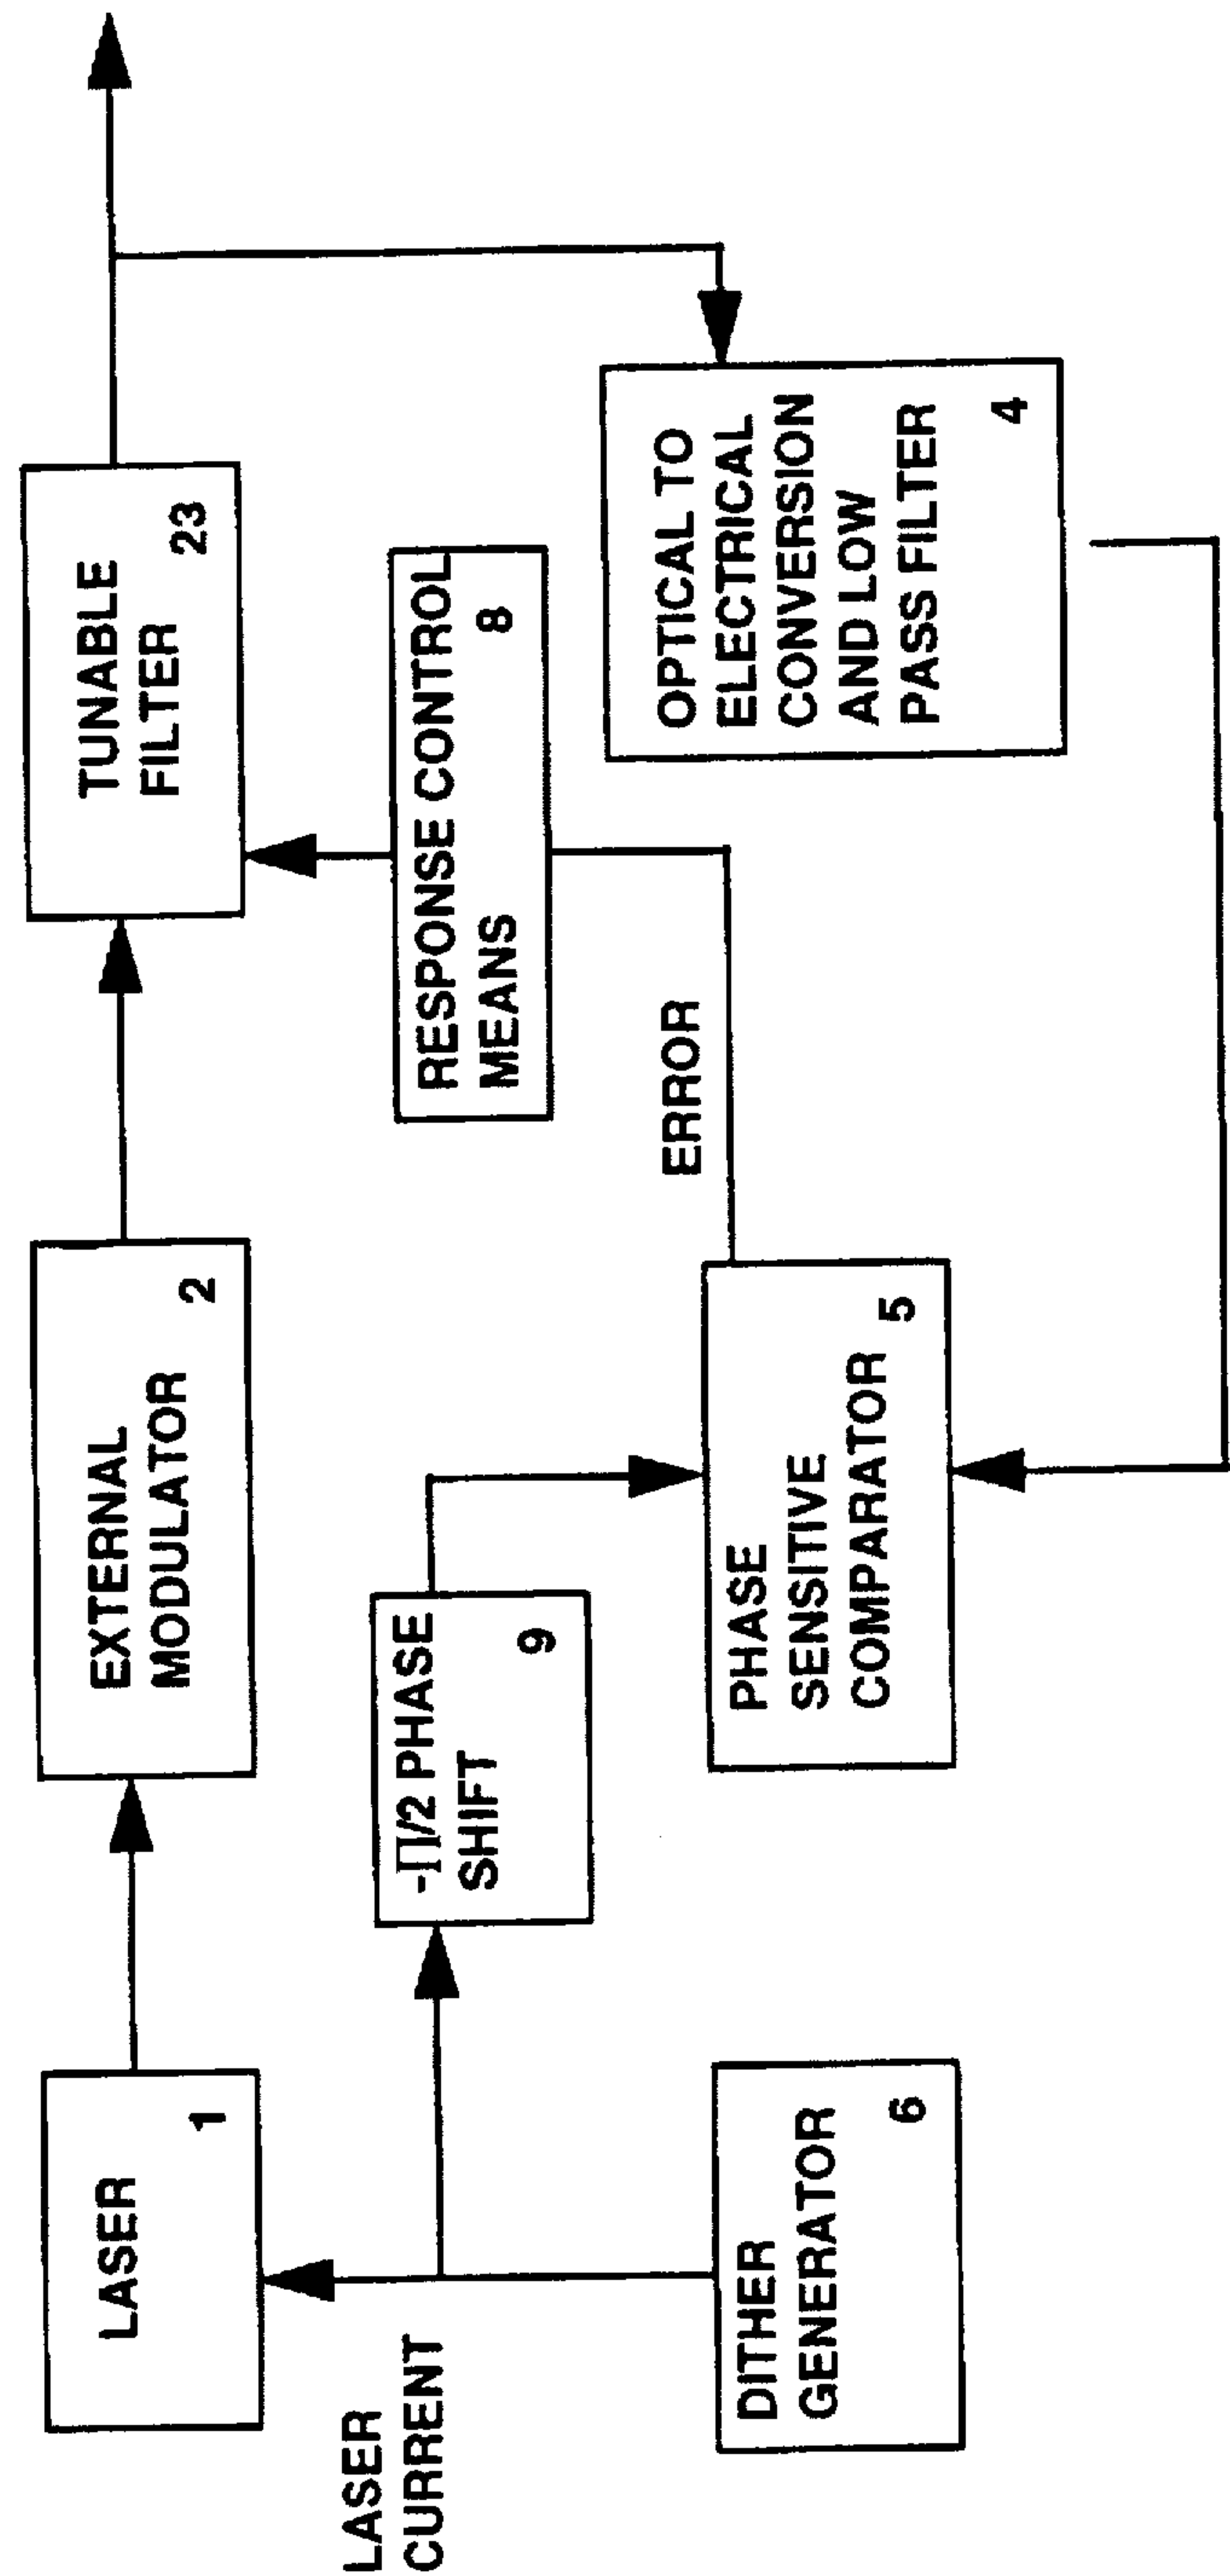 LASER
1
EXTERNAL
MODULATOR
2
TUNABLE
FILTER
23
LASER
CURRENT
-Π/2 PHASE
SHIFT
9
RESPONSE CONTROL
MEANS
8
ERROR
DITHER
GENERATOR
6
PHASE
SENSITIVE
COMPARATOR
5
OPTICAL TO
ELECTRICAL
CONVERSION
AND LOW
PASS FILTER
4